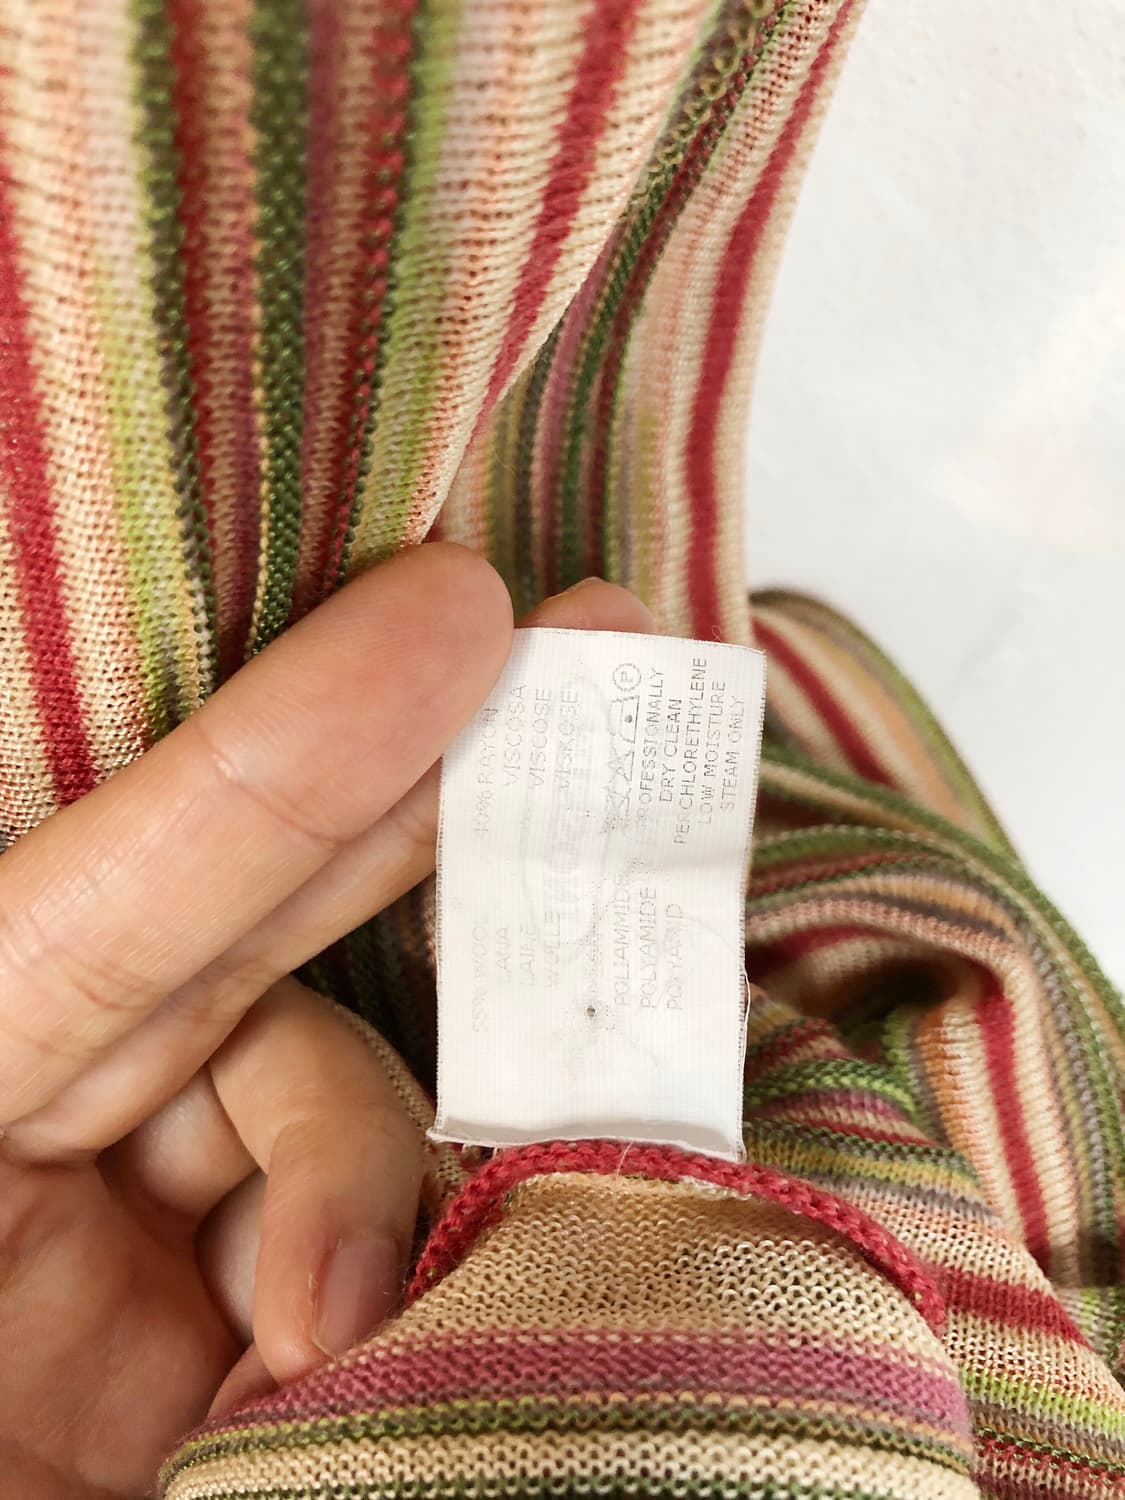 55% WOOL
LANA
LAINE
WOLLE
40% RAYON
VISCOSA
VISCOSE
VISKOSE
POLIAMMIDE
POLYAMIDE
POLYAMID
P
PROFESSIONALLY
DRY CLEAN
PERCHLORETHYLENE
LOW MOISTURE
STEAM ONLY